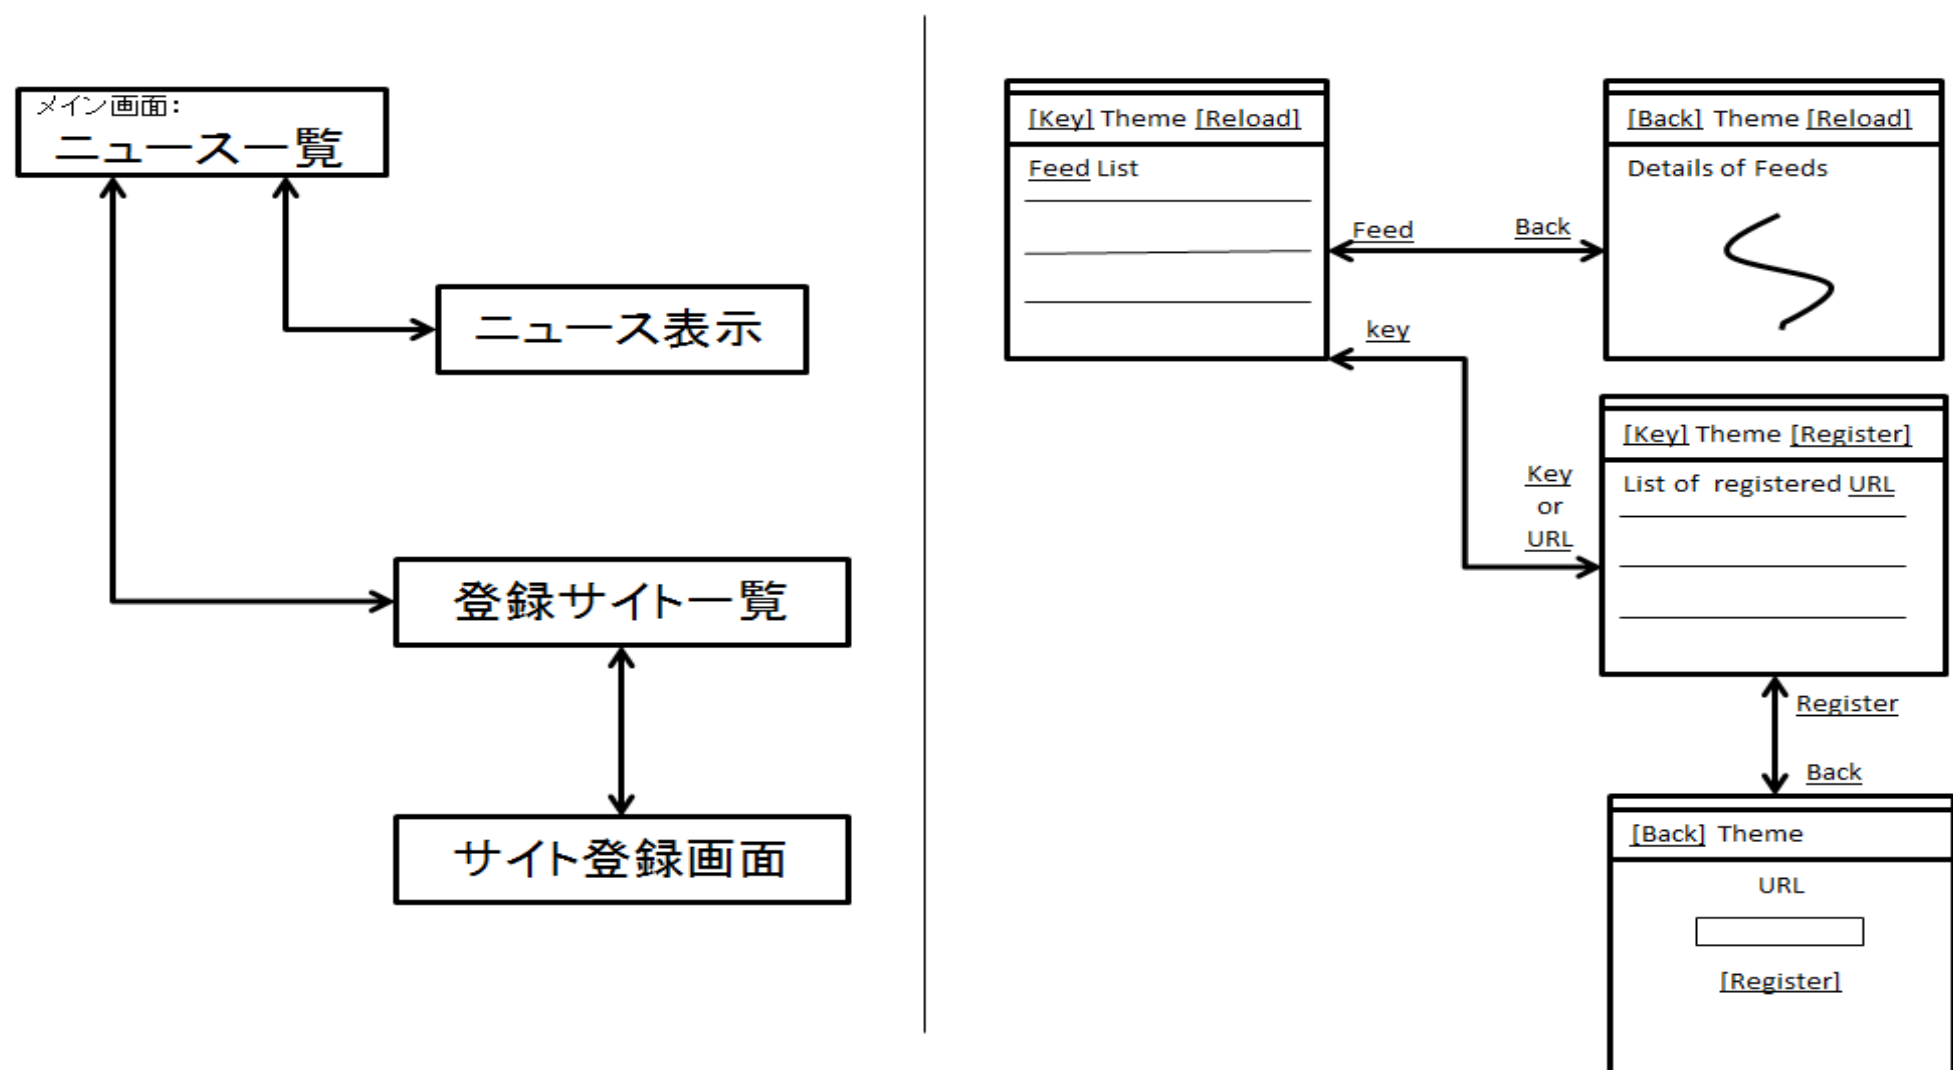 メイン画面:
ニュース一覧
ニュース表示
登録サイト一覧
サイト登録画面
[Key] Theme [Reload]
Feed List
Feed
Back
key
[Back] Theme [Reload]
Details of Feeds
Key
or
URL
[Key] Theme [Register]
List of registered URL
Register
Back
[Back] Theme
URL
[Register]